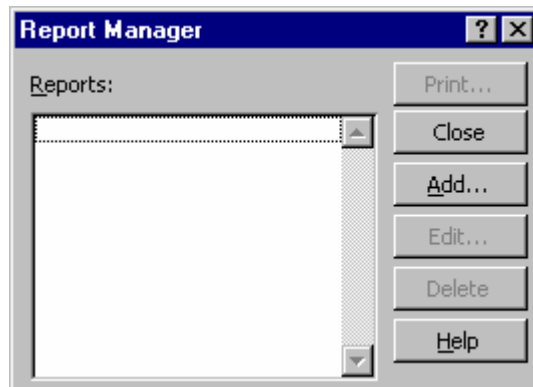 Report Manager
Reports:
Print...
Close
Add...
Edit...
Delete
Help